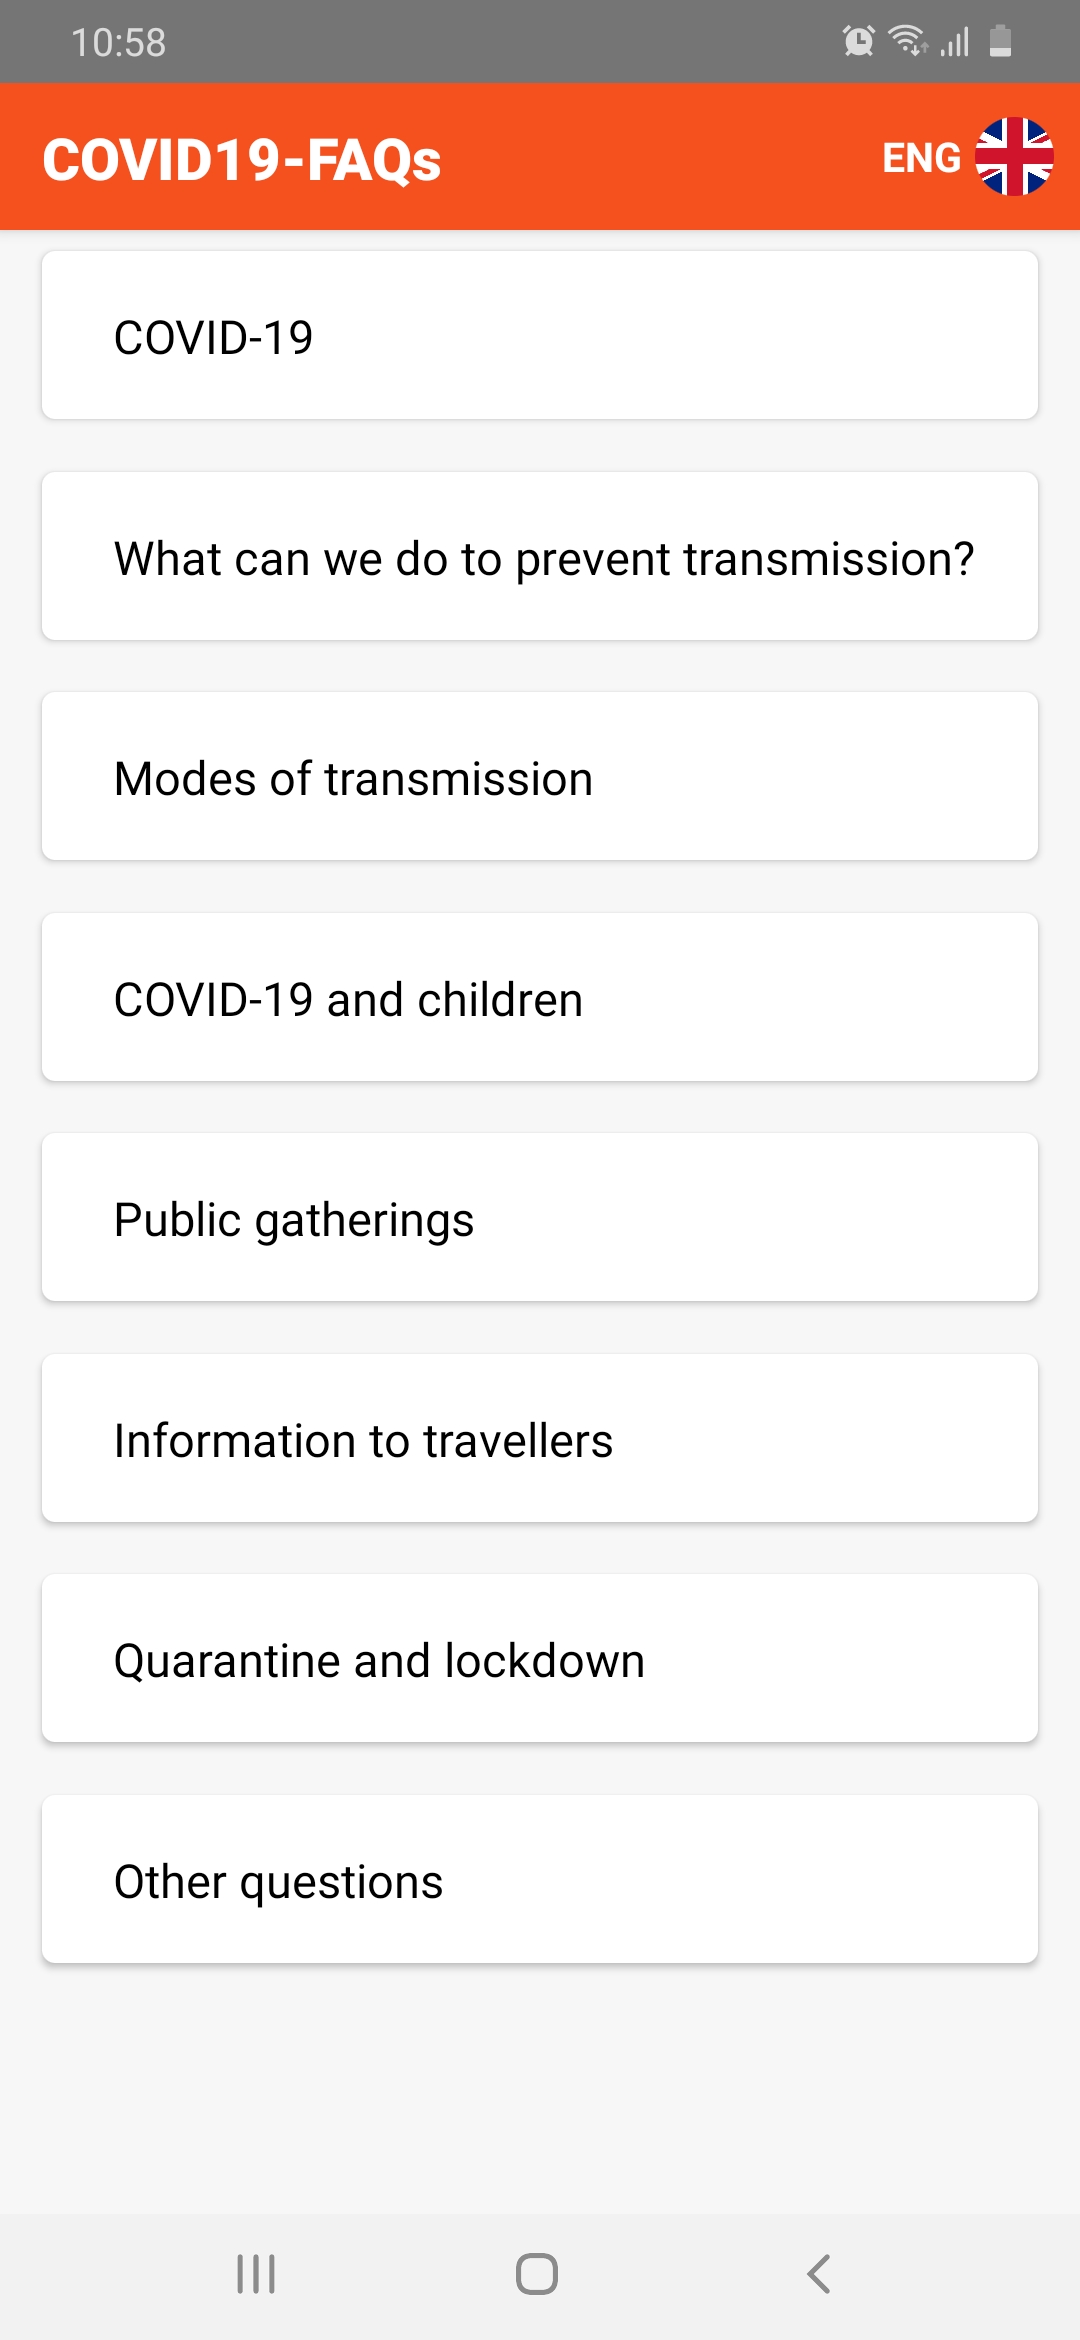 10:58
COVID19-FAQs
ENG
COVID-19
What can we do to prevent transmission?
Modes of transmission
COVID-19 and children
Public gatherings
Information to travellers
Quarantine and lockdown
Other questions